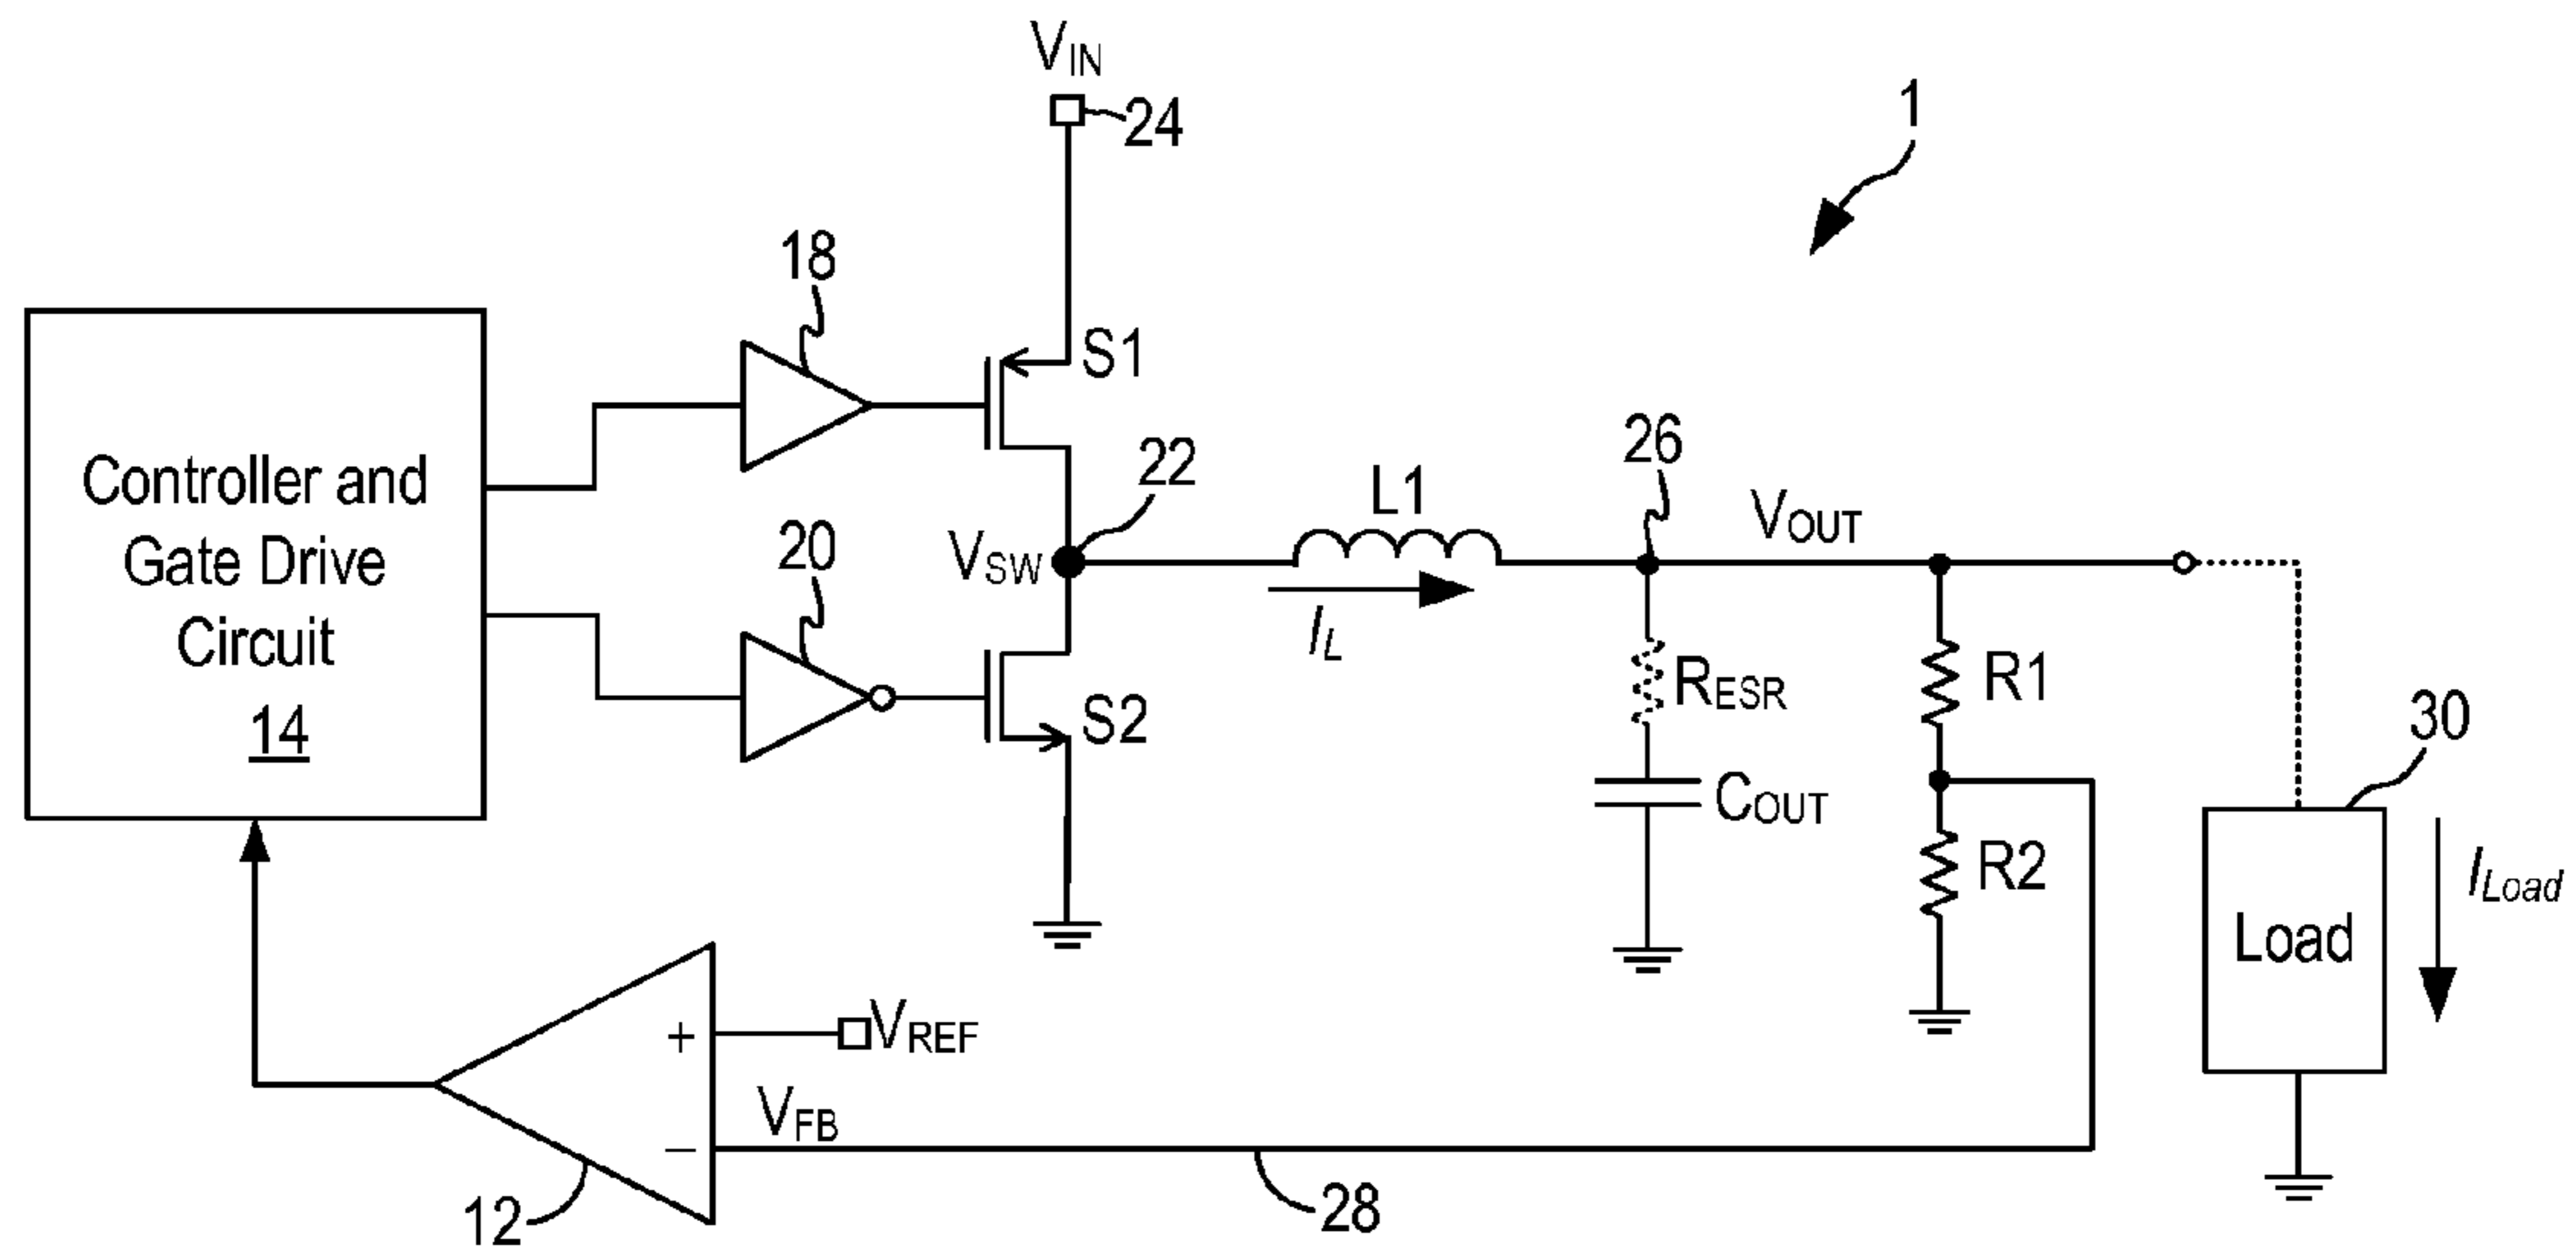 VIN
24
1
18
S1
Controller and
Gate Drive
Circuit
14
20
22
VSW
L1
IL
26
VOUT
S2
RESR
COUT
R1
R2
30
Load
ILoad
+
VREF
VFB
–
12
28